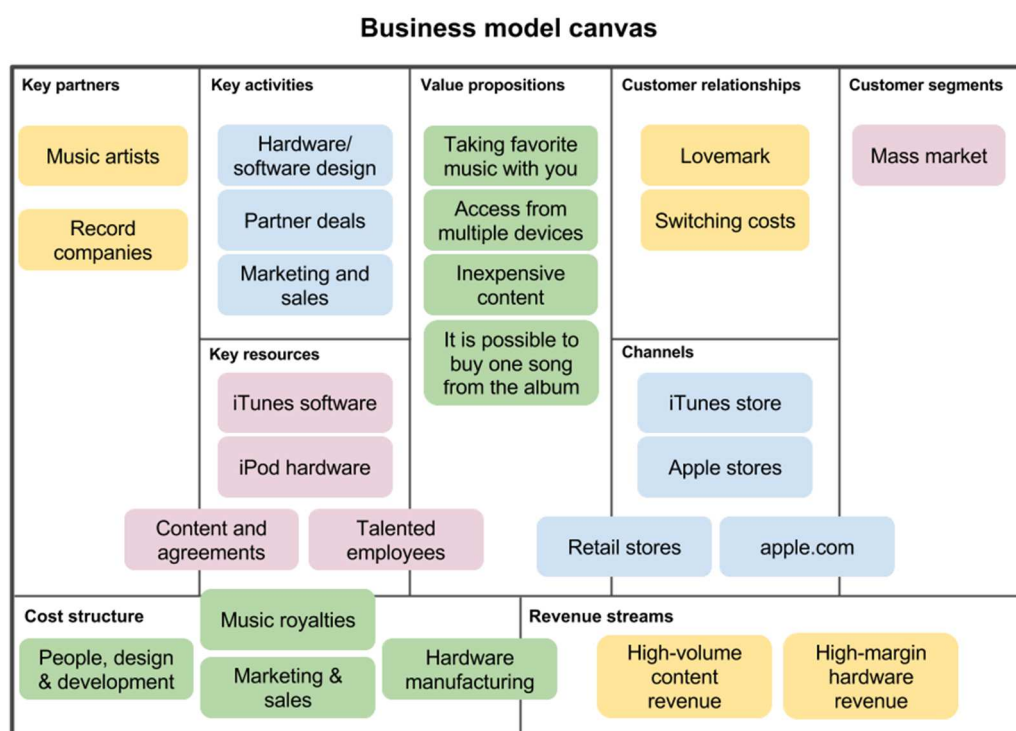 Business model canvas
Key partners
Music artists
Record
companies
Key activities
Hardware/
software design
Partner deals
Marketing and
sales
Key resources
iTunes software
iPod hardware
Content and
agreements
Talented
employees
Value propositions
Taking favorite
music with you
Access from
multiple devices
Inexpensive
content
It is possible to
buy one song
from the album
Customer relationships
Lovemark
Switching costs
Channels
iTunes store
Apple stores
Retail stores
apple.com
Customer segments
Mass market
Cost structure
Music royalties
People, design
& development
Marketing &
sales
Hardware
manufacturing
Revenue streams
High-volume
content
revenue
High-margin
hardware
revenue